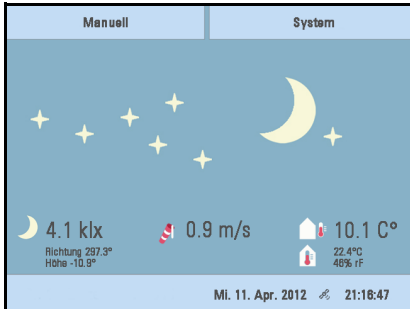 Manuell
System
4.1 klx
0.9 m/s
10.1 C°
Richtung 297.3°
Höhe -10.9°
22.4°C
46% rF
Mi. 11. Apr. 2012
21:16:47